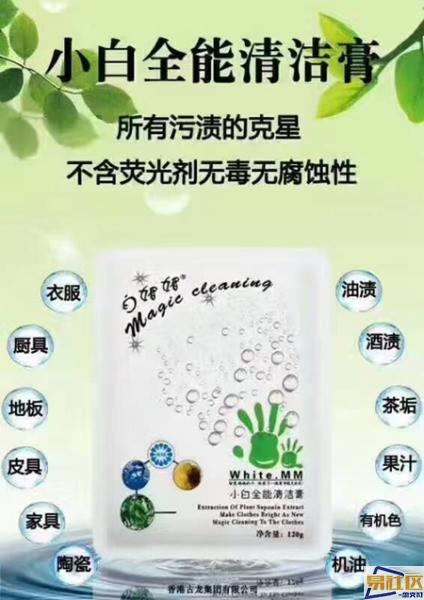 小白全能清洁膏
所有污渍的克星
不含荧光剂无毒无腐蚀性
衣服
厨具
地板
皮具
家具
陶瓷
油渍
酒渍
茶垢
果汁
有机色
机油
Magic cleaning
White.MM
小白全能清洁膏
Extraction Of Plant Saponin Extract
Make Clothes Bright As New
Magic Cleaning To The Clothes
净含量:120g
香港古龙集团有限公司
易社区